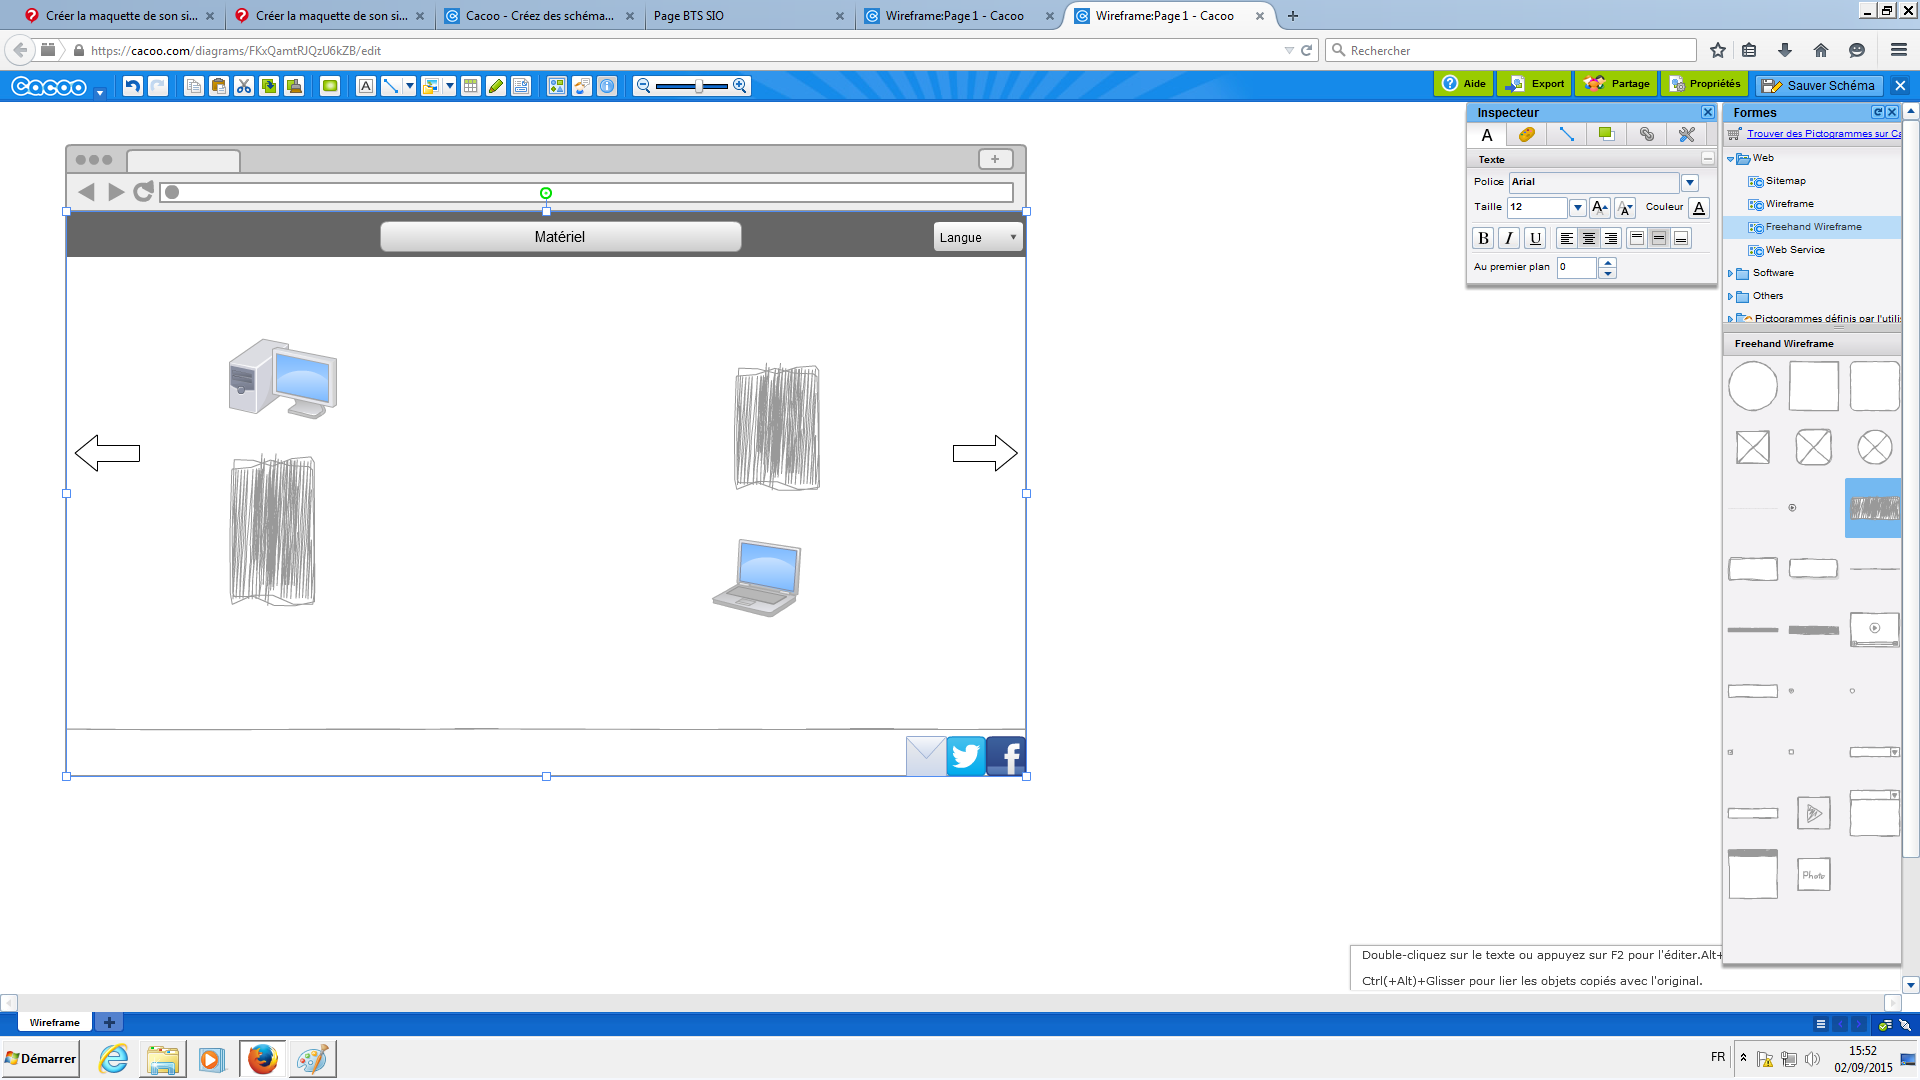 Créer la maquette de son si...
Créer la maquette de son si...
Cacoo - Créez des schéma...
Page BTS SIO
Wireframe:Page 1 - Cacoo
Wireframe:Page 1 - Cacoo
https://cacoo.com/diagrams/FKxQamtRJQzU6kZB/edit
Rechercher
Cacoo
Aide
Export
Partage
Propriétés
Sauver Schéma
Inspecteur
A
Texte
Police
Arial
Taille
12
Couleur
A
B
I
U
Au premier plan
0
Formes
Trouver des Pictogrammes sur Ca
Web
Sitemap
Wireframe
Freehand Wireframe
Web Service
Software
Others
Pictogrammes définis par l'utilis
Freehand Wireframe
Photo
Matériel
Langue
Double-cliquez sur le texte ou appuyez sur F2 pour l'éditer.Alt+
Ctrl(+Alt)+Glisser pour lier les objets copiés avec l'original.
Wireframe
Démarrer
FR
15:52
02/09/2015